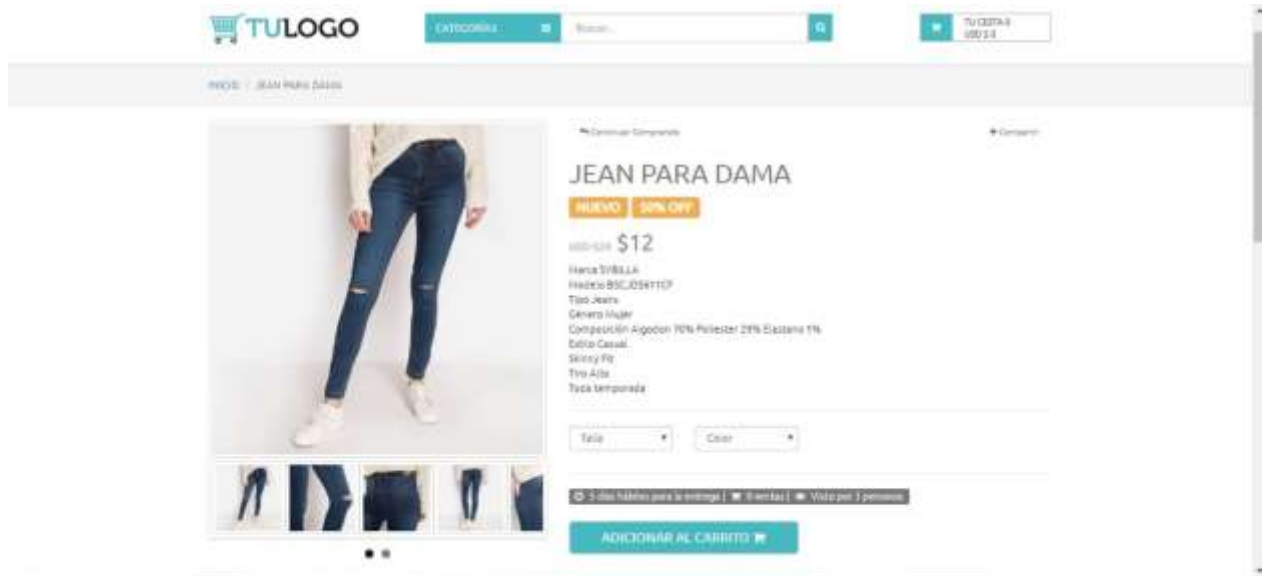 TULOGO
CATEGORÍAS
Buscar...
TU CESTA 0
USD $ 0
INICIO / JEAN PARA DAMA
Continuar Comprando
Compartir
JEAN PARA DAMA
NUEVO 50% OFF
$12
Marca SYBILLA
Modelo
Tipo Jeans
Género Mujer
Composición Algodon 70% Poliester 29% Elastano 1%
Estilo Casual
Skinny Fit
Tiro Alto
Toda temporada
Talla Color
5 días hábiles para la entrega | ventas | Visto por 3 personas
ADICIONAR AL CARRITO